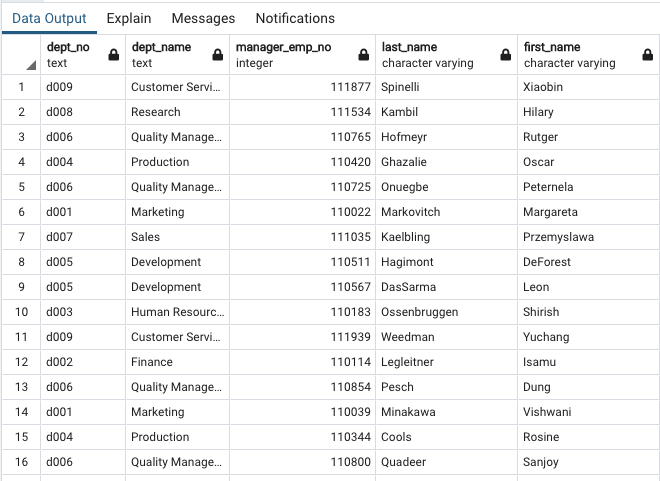 Data Output Explain Messages Notifications
dept_no dept_name manager_emp_no last_name first_name
text text integer character varying character varying
1 d009 Customer Servi... 111877 Spinelli Xiaobin
2 d008 Research 111534 Kambil Hilary
3 d006 Quality Manage... 110765 Hofmeyr Rutger
4 d004 Production 110420 Ghazalie Oscar
5 d006 Quality Manage... 110725 Onuegbe Peternela
6 d001 Marketing 110022 Markovitch Margareta
7 d007 Sales 111035 Kaelbling Przemyslawa
8 d005 Development 110511 Hagimont DeForest
9 d005 Development 110567 DasSarma Leon
10 d003 Human Resourc... 110183 Ossenbruggen Shirish
11 d009 Customer Servi... 111939 Weedman Yuchang
12 d002 Finance 110114 Legleitner Isamu
13 d006 Quality Manage... 110854 Pesch Dung
14 d001 Marketing 110039 Minakawa Vishwani
15 d004 Production 110344 Cools Rosine
16 d006 Quality Manage... 110800 Quadeer Sanjoy